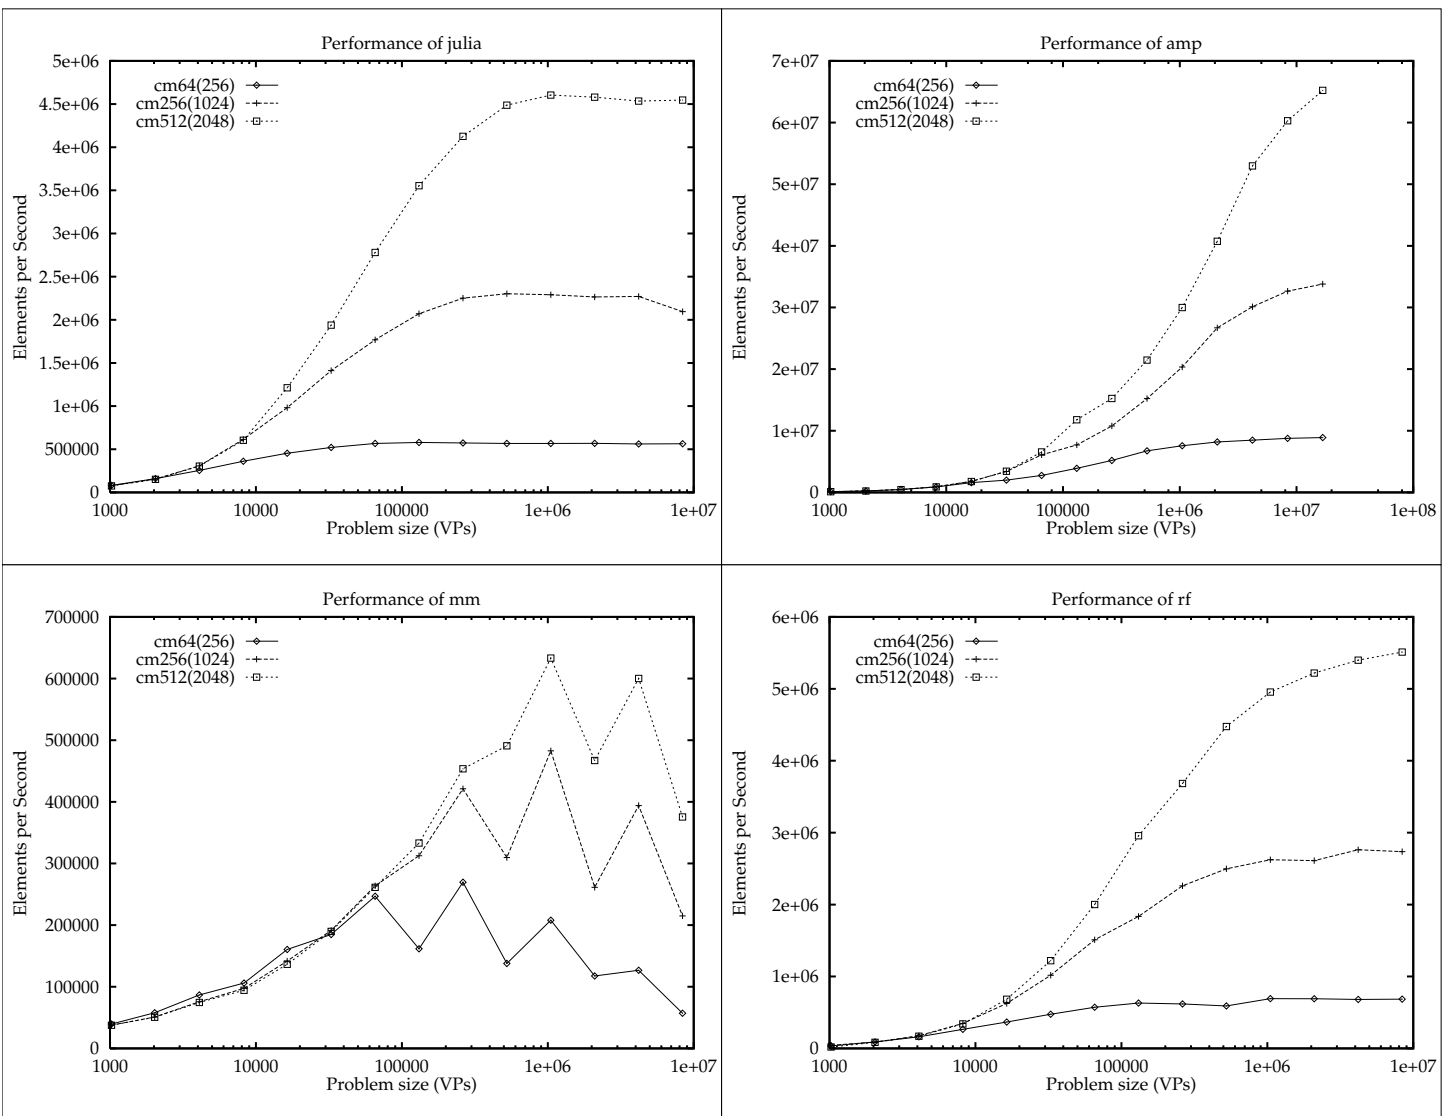 Performance of julia
5e+06
4.5e+06
4e+06
3.5e+06
3e+06
2.5e+06
2e+06
1.5e+06
1e+06
500000
0
Elements per Second
cm64(256)
cm256(1024)
cm512(2048)
1000 10000 100000 1e+06 1e+07
Problem size (VPs)
Performance of amp
7e+07
6e+07
5e+07
4e+07
3e+07
2e+07
1e+07
0
Elements per Second
cm64(256)
cm256(1024)
cm512(2048)
1000 10000 100000 1e+06 1e+07 1e+08
Problem size (VPs)
Performance of mm
700000
600000
500000
400000
300000
200000
100000
0
Elements per Second
cm64(256)
cm256(1024)
cm512(2048)
1000 10000 100000 1e+06 1e+07
Problem size (VPs)
Performance of rf
6e+06
5e+06
4e+06
3e+06
2e+06
1e+06
0
Elements per Second
cm64(256)
cm256(1024)
cm512(2048)
1000 10000 100000 1e+06 1e+07
Problem size (VPs)